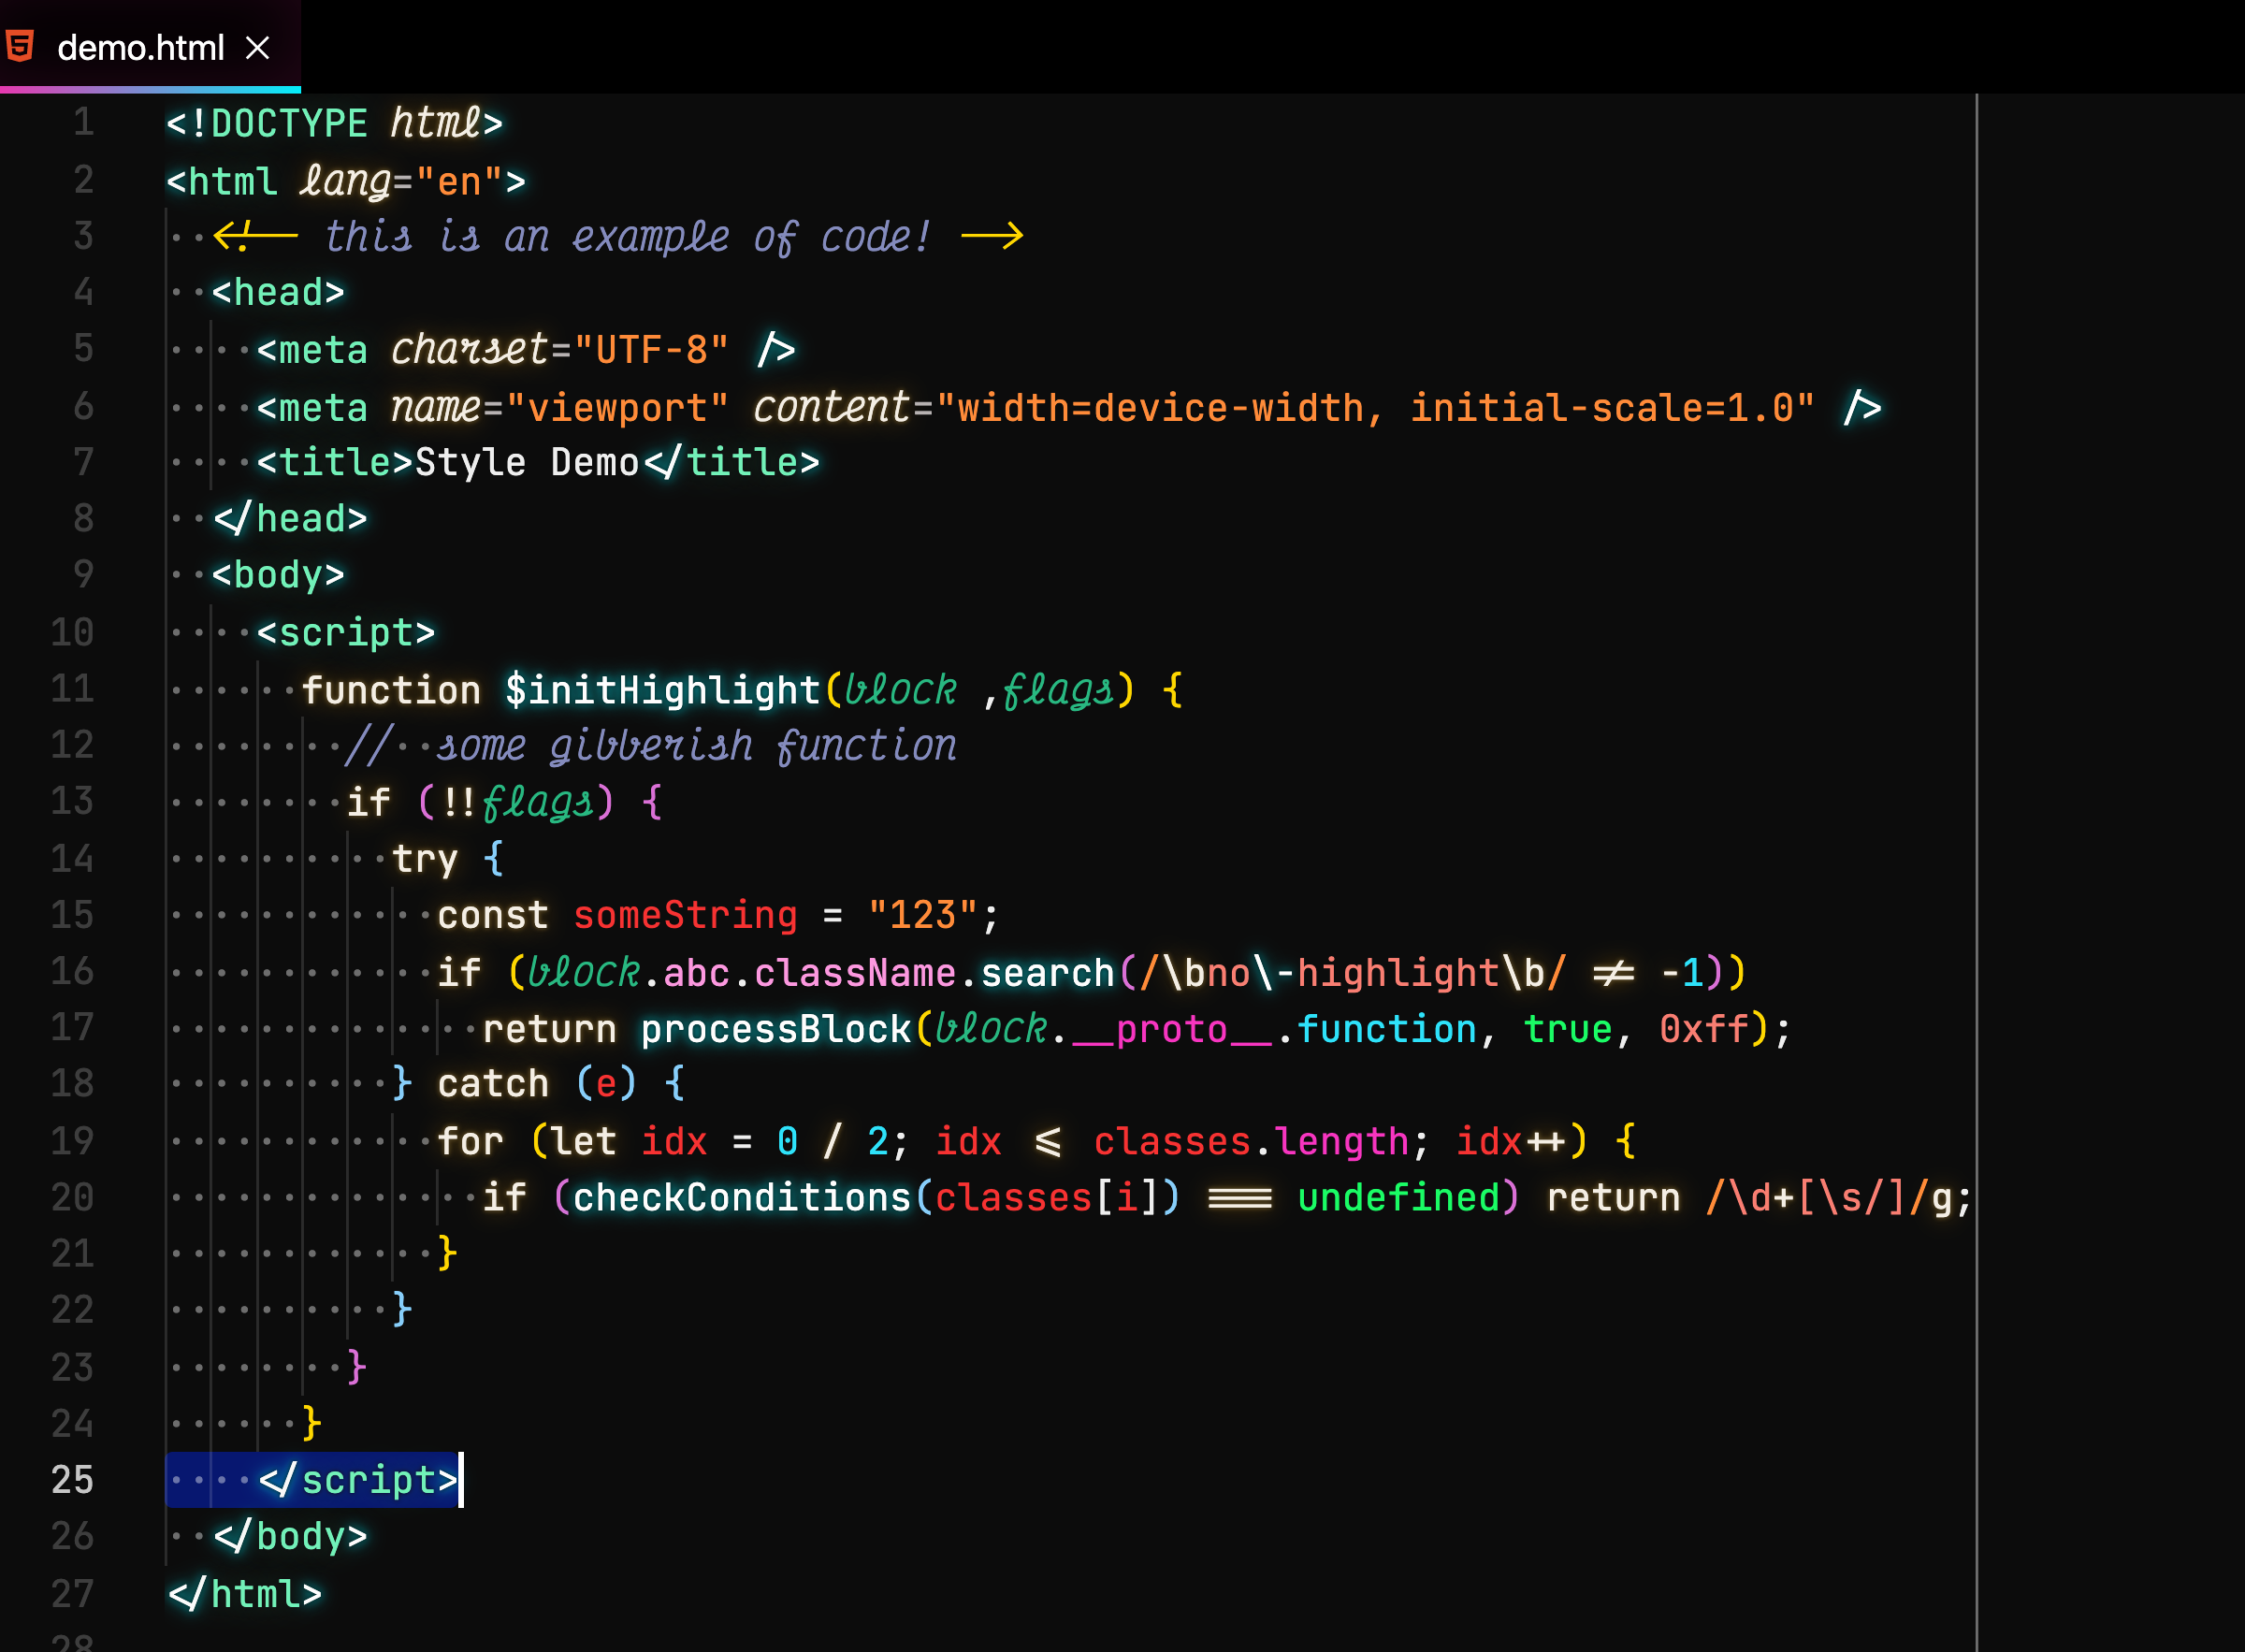 demo.html
1 <!DOCTYPE html>
2 <html lang="en">
3   <!-- this is an example of code! -->
4   <head>
5     <meta charset="UTF-8" />
6     <meta name="viewport" content="width=device-width, initial-scale=1.0" />
7     <title>Style Demo</title>
8   </head>
9   <body>
10     <script>
11       function $initHighlight(block ,flags) {
12         //  some gibberish function
13         if (!!flags) {
14           try {
15             const someString = "123";
16             if (block.abc.className.search(/\bno\-highlight\b/ != -1))
17               return processBlock(block.__proto__.function, true, 0xff);
18           } catch (e) {
19             for (let idx = 0 / 2; idx <= classes.length; idx++) {
20               if (checkConditions(classes[i]) === undefined) return /\d+[\s/]/g;
21             }
22           }
23         }
24       }
25     </script>
26   </body>
27 </html>
28